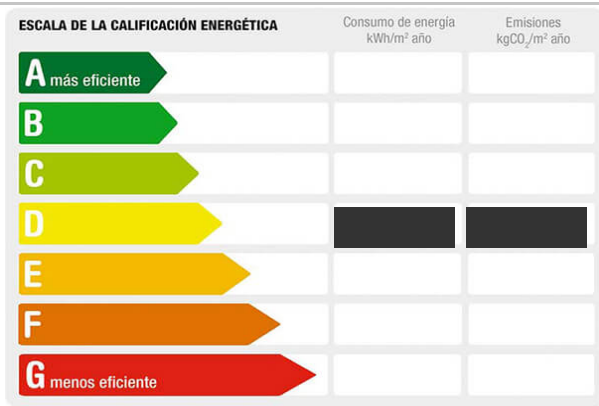 ESCALA DE LA CALIFICACIÓN ENERGÉTICA
Consumo de energía
kWh/m² año
Emisiones
kgCO₂/m² año
A más eficiente
B
C
D
E
F
G menos eficiente